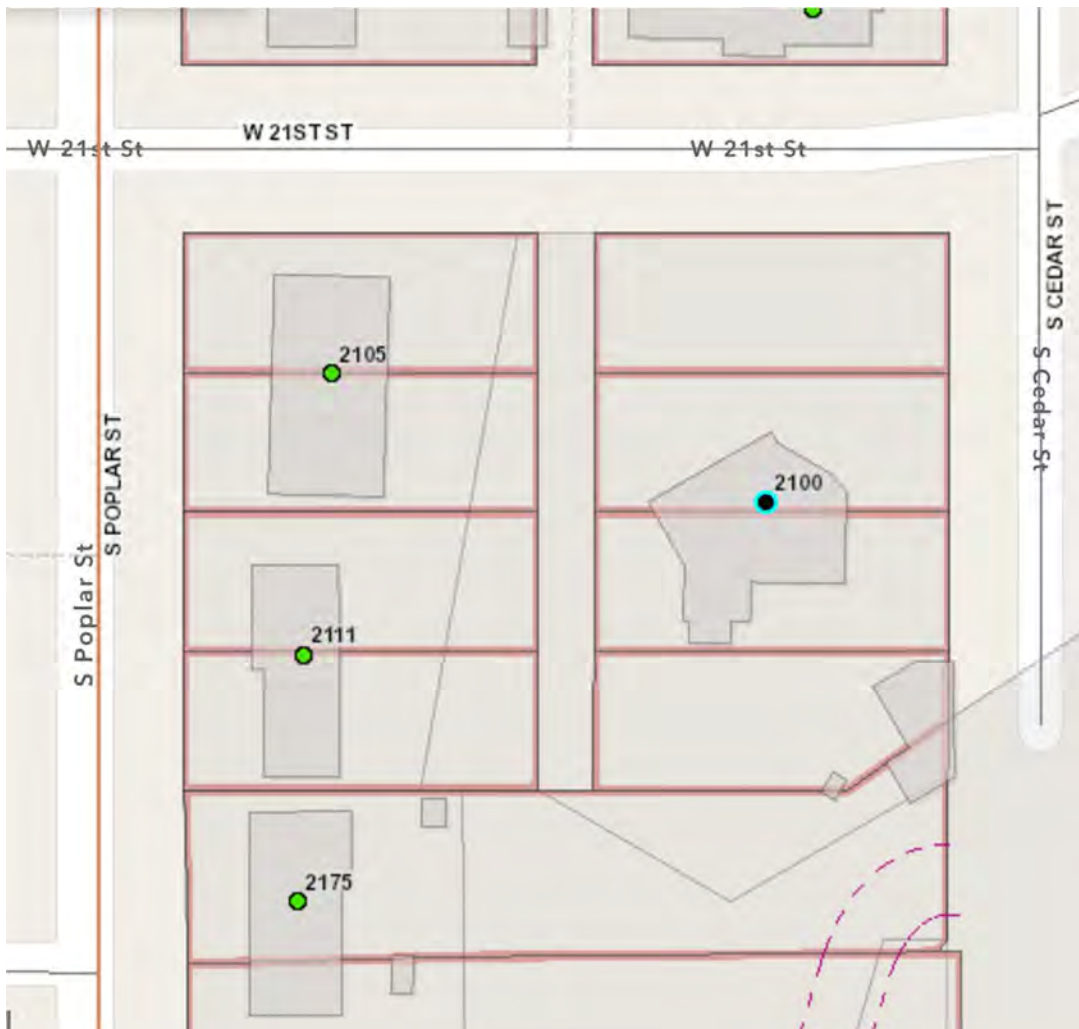 W 21ST ST
W 21st St
W 21st St
S CEDAR ST
S Cedar St
2105
S POPLAR ST
2100
S Poplar St
2111
2175